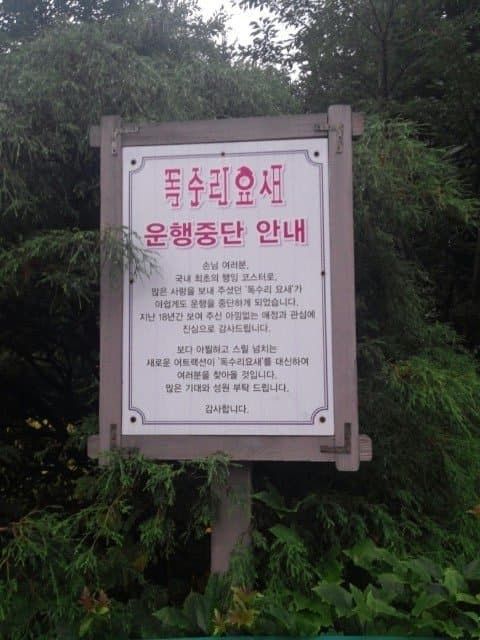 독수리요새
운행중단 안내
손님 여러분,
국내 최초의 행잉 코스터로,
많은 사랑을 보내 주셨던 '독수리 요새'가
아쉽게도 운행을 중단하게 되었습니다.
지난 18년간 보여 주신 아낌없는 애정과 관심에
진심으로 감사드립니다.
보다 아찔하고 스릴 넘치는
새로운 어트랙션이 '독수리요새'를 대신하여
여러분을 찾아올 것입니다.
많은 기대와 성원 부탁 드립니다.
감사합니다.